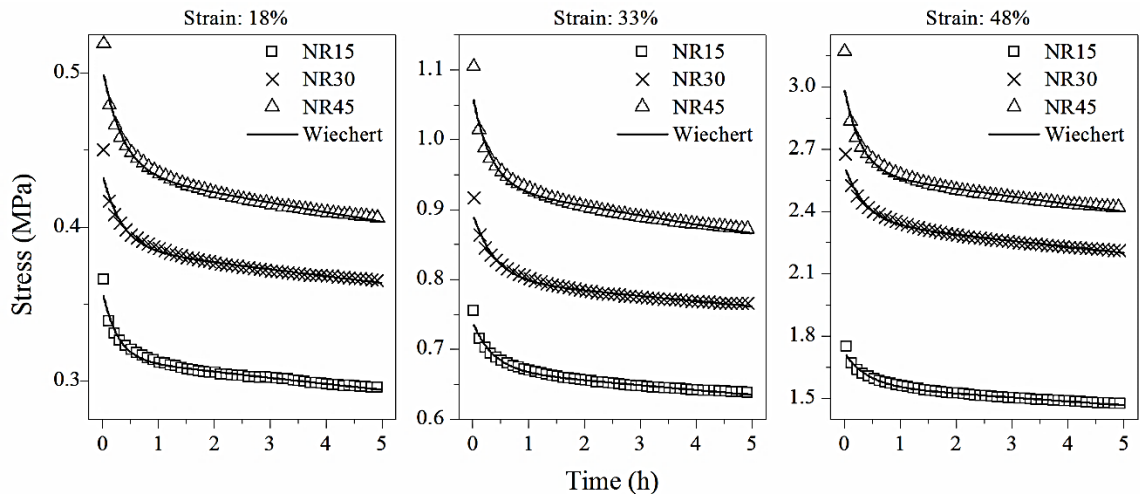 Strain: 18%
Strain: 33%
Strain: 48%
Stress (MPa)
0.5
0.4
0.3
NR15
NR30
NR45
Wiechert
0 1 2 3 4 5
1.1
1.0
0.9
0.8
0.7
0.6
NR15
NR30
NR45
Wiechert
0 1 2 3 4 5
3.0
2.7
2.4
2.1
1.8
1.5
NR15
NR30
NR45
Wiechert
0 1 2 3 4 5
Time (h)